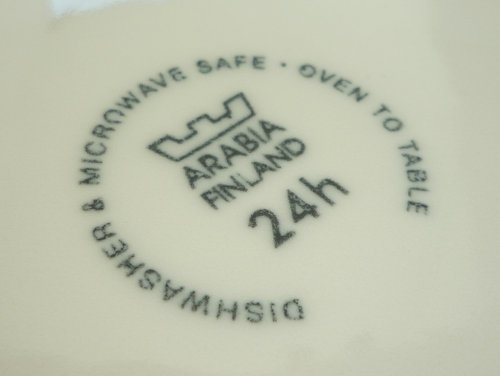 DISHWASHER & MICROWAVE SAFE · OVEN TO TABLE
ARABIA
FINLAND
24h